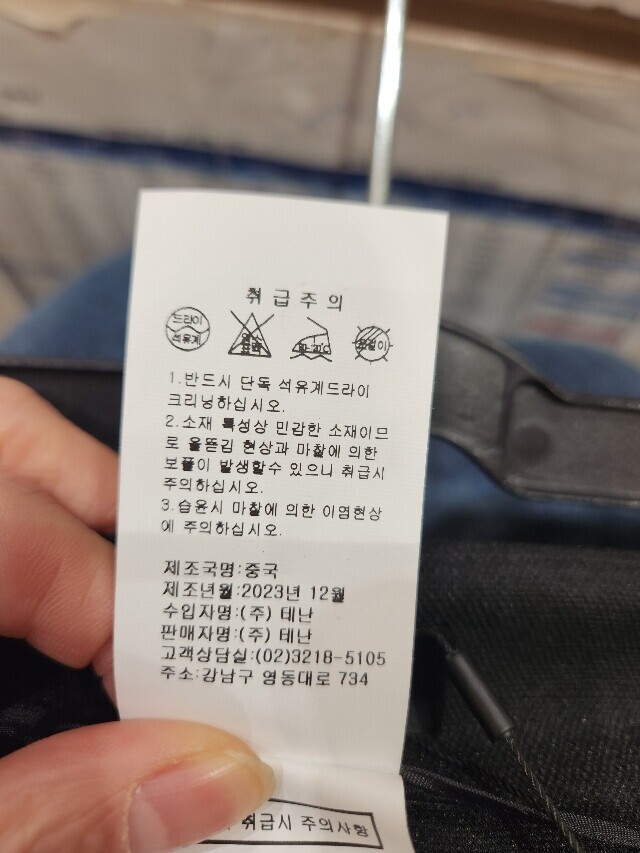 취급주의
드라이
석유계
염소
표백
1.반드시 단독 석유계드라이
크리닝하십시오.
2.소재 특성상 민감한 소재이므
로 올뜯김 현상과 마찰에 의한
보풀이 발생할수 있으니 취급시
주의하십시오.
3.습윤시 마찰에 의한 이염현상
에 주의하십시오.
제조국명:중국
제조년월:2023년 12월
수입자명:(주) 테난
판매자명:(주) 테난
고객상담실:(02)3218-5105
주소:강남구 영동대로 734
취급시 주의사항